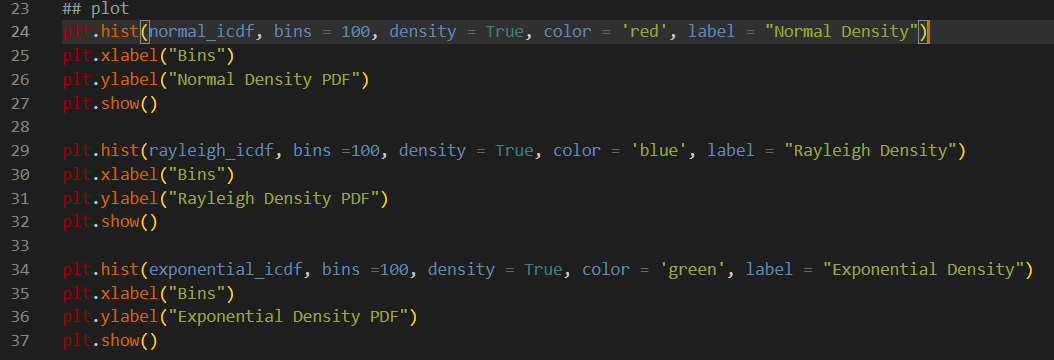 23 ## plot
24 plt.hist(normal_icdf, bins = 100, density = True, color = 'red', label = "Normal Density")
25 plt.xlabel("Bins")
26 plt.ylabel("Normal Density PDF")
27 plt.show()
28
29 plt.hist(rayleigh_icdf, bins =100, density = True, color = 'blue', label = "Rayleigh Density")
30 plt.xlabel("Bins")
31 plt.ylabel("Rayleigh Density PDF")
32 plt.show()
33
34 plt.hist(exponential_icdf, bins =100, density = True, color = 'green', label = "Exponential Density")
35 plt.xlabel("Bins")
36 plt.ylabel("Exponential Density PDF")
37 plt.show()